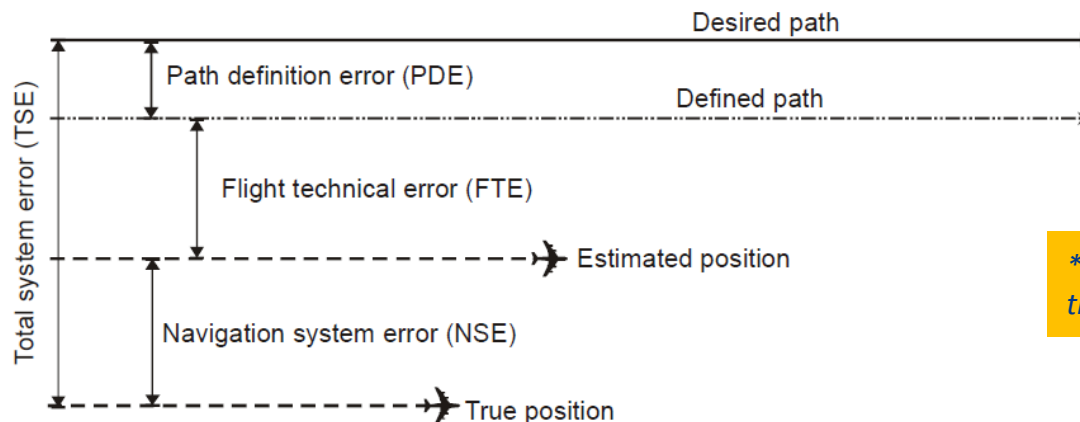 Desired path
Path definition error (PDE)
Defined path
Total system error (TSE)
Flight technical error (FTE)
Estimated position
*
Navigation system error (NSE)
True position